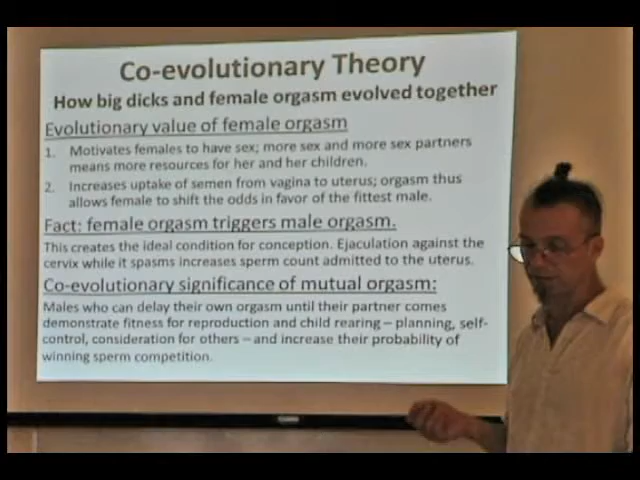 Co-evolutionary Theory
How big dicks and female orgasm evolved together
Evolutionary value of female orgasm
1. Motivates females to have sex; more sex and more sex partners
means more resources for her and her children.
2. Increases uptake of semen from vagina to uterus; orgasm thus
allows female to shift the odds in favor of the fittest male.
Fact: female orgasm triggers male orgasm.
This creates the ideal condition for conception. Ejaculation against the
cervix while it spasms increases sperm count admitted to the uterus.
Co-evolutionary significance of mutual orgasm:
Males who can delay their own orgasm until their partner comes
demonstrate fitness for reproduction and child rearing – planning, self-
control, consideration for others – and increase their probability of
winning sperm competition.